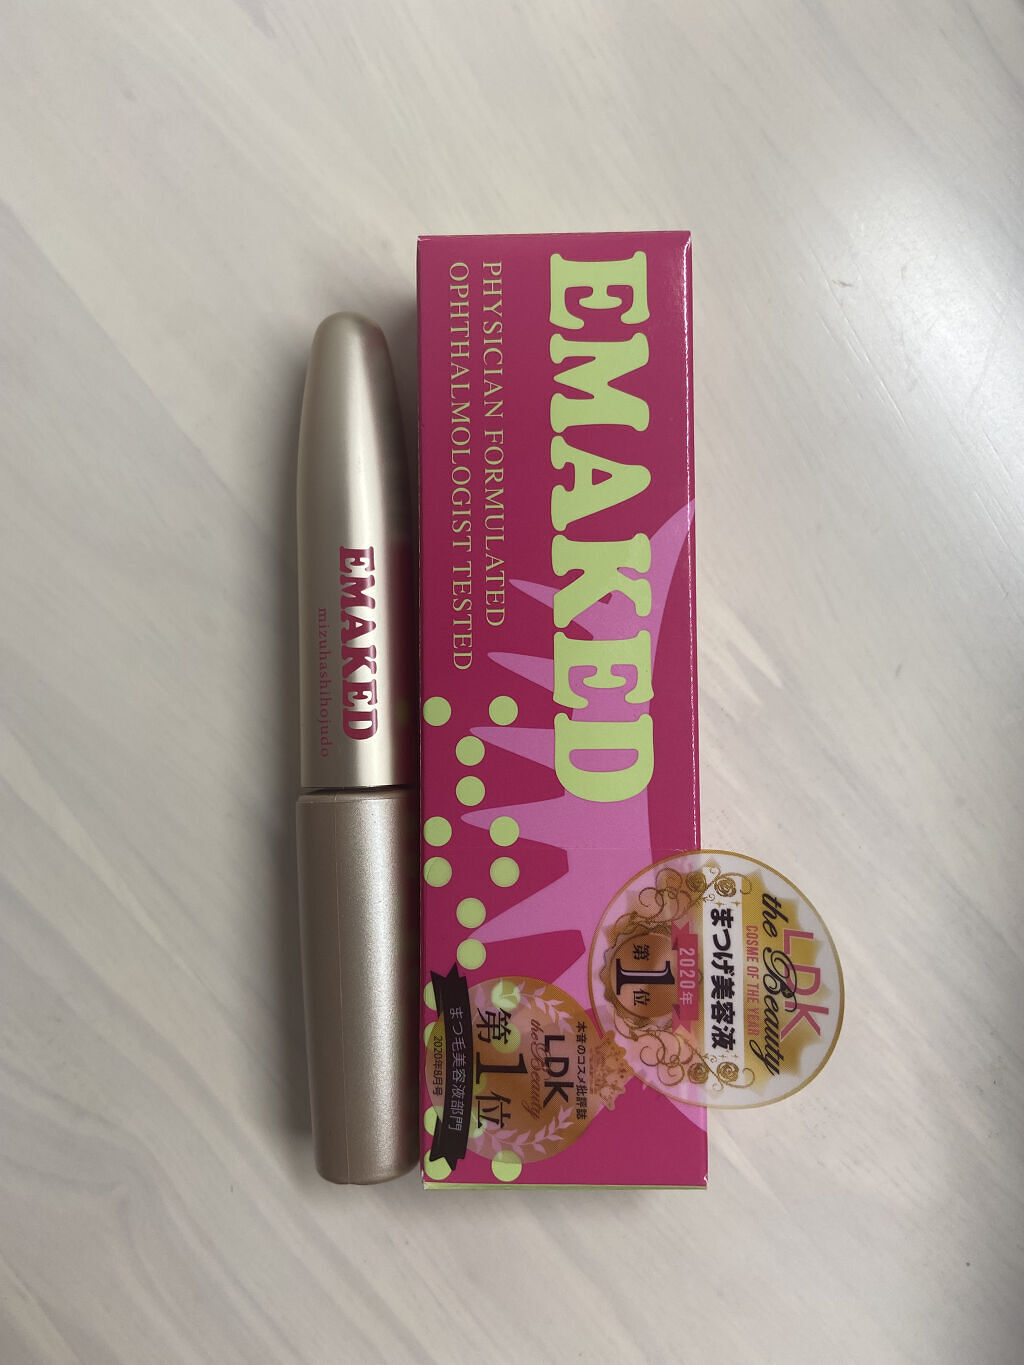 EMAKED
PHYSICIAN FORMULATED
OPHTHALMOLOGIST TESTED
EMAKED
mizuhashihojudo
LDK
the Beauty
COSME OF THE YEAR
まつげ美容液
2020年
第1位
本音のコスメ批評誌
LDK
the Beauty
第1位
まつ毛美容液部門
2020年8月号